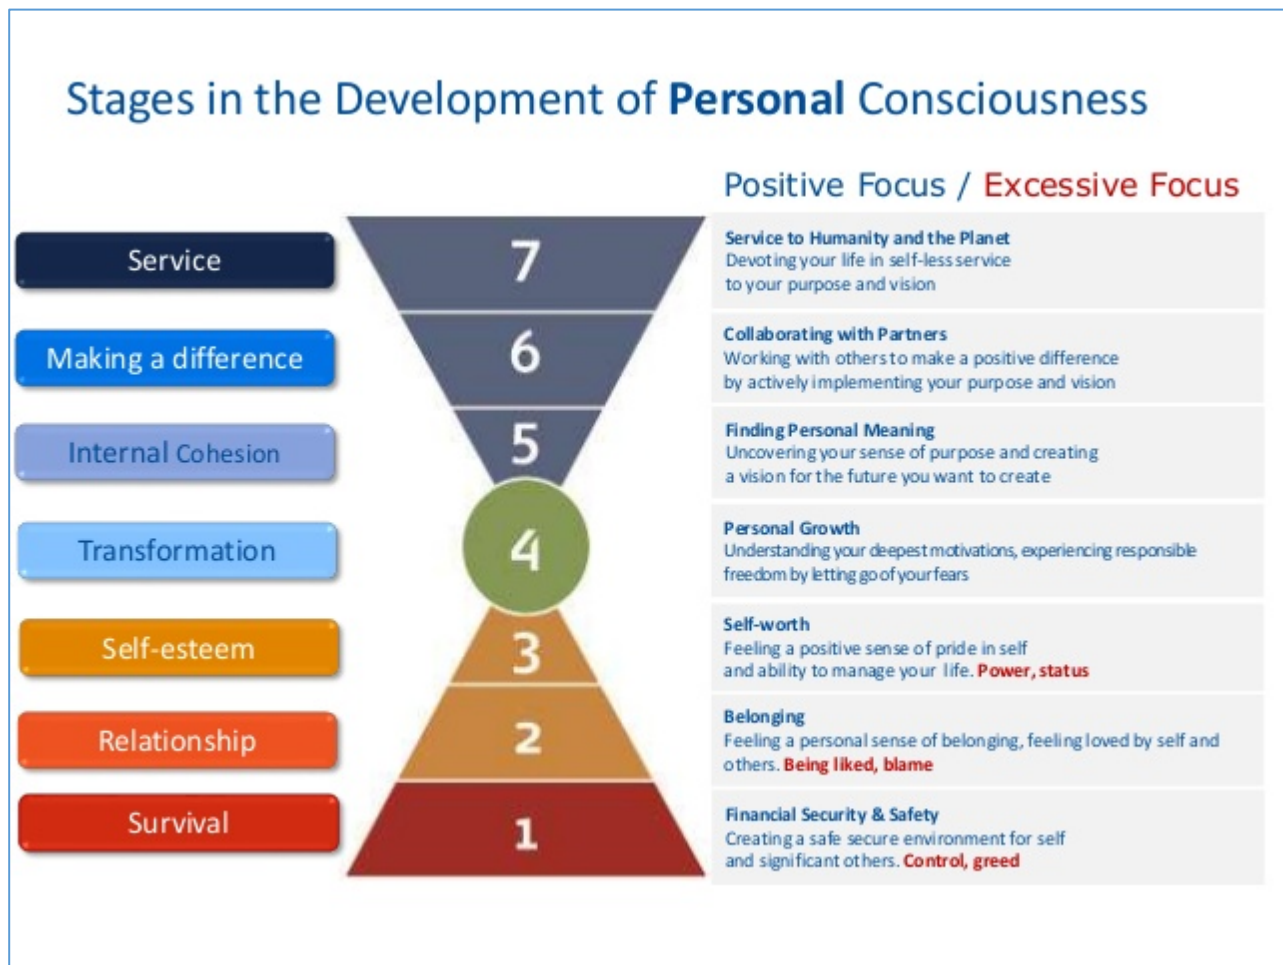 Stages in the Development of Personal Consciousness
Positive Focus / Excessive Focus
Service
7
Service to Humanity and the Planet
Devoting your life in self-less service
to your purpose and vision
Making a difference
6
Collaborating with Partners
Working with others to make a positive difference
by actively implementing your purpose and vision
Internal Cohesion
5
Finding Personal Meaning
Uncovering your sense of purpose and creating
a vision for the future you want to create
Transformation
4
Personal Growth
Understanding your deepest motivations, experiencing responsible
freedom by letting go of your fears
Self-esteem
3
Self-worth
Feeling a positive sense of pride in self
and ability to manage your life. Power, status
Relationship
2
Belonging
Feeling a personal sense of belonging, feeling loved by self and
others. Being liked, blame
Survival
1
Financial Security & Safety
Creating a safe secure environment for self
and significant others. Control, greed